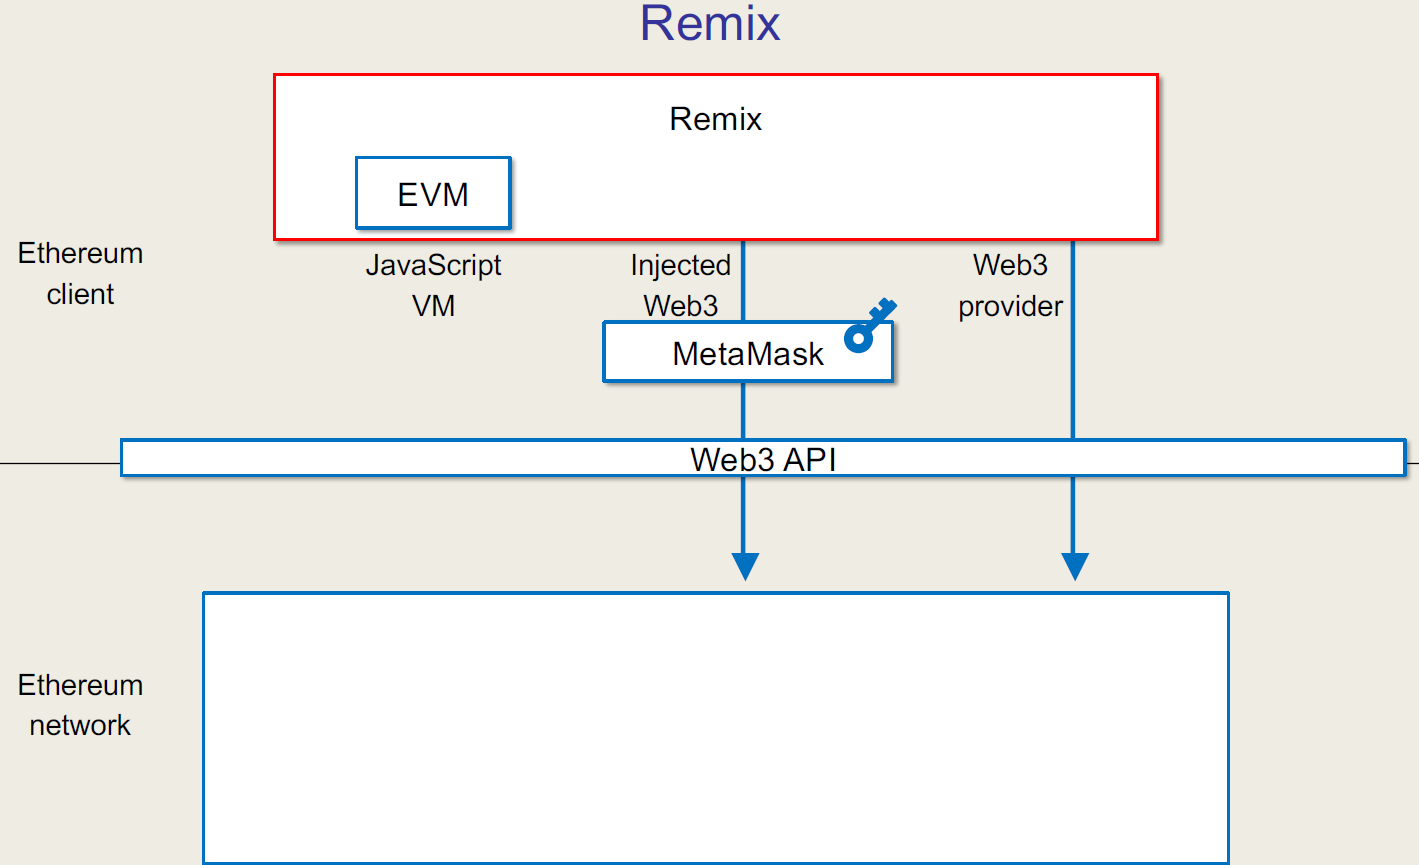 Remix
Remix
EVM
Ethereum
client
JavaScript
VM
Injected
Web3
Web3
provider
MetaMask
Web3 API
Ethereum
network